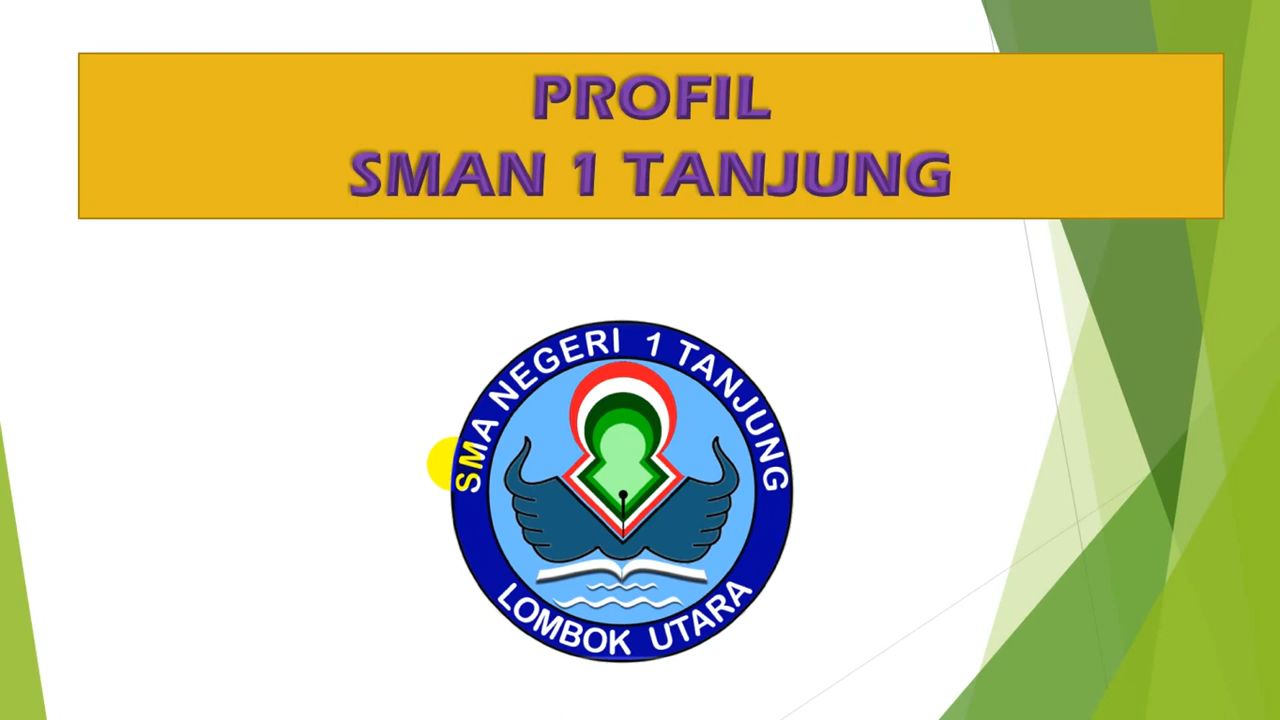 PROFIL
SMAN 1 TANJUNG
SMA NEGERI 1 TANJUNG
LOMBOK UTARA